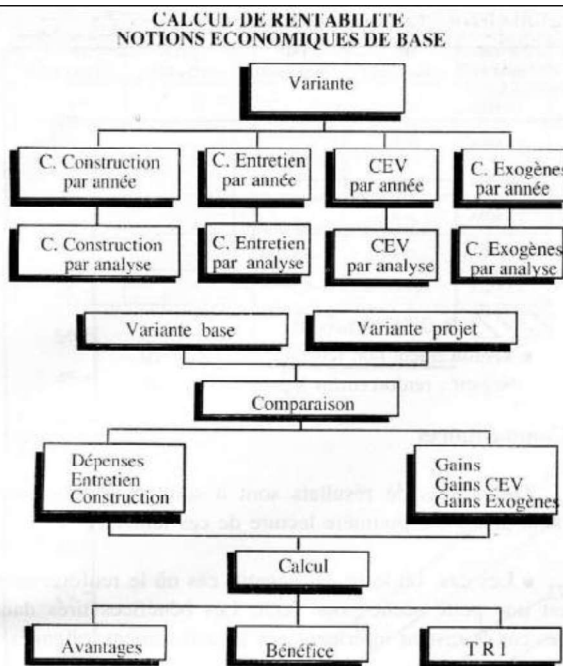 CALCUL DE RENTABILITE
NOTIONS ECONOMIQUES DE BASE
Variante
C. Construction
par année
C. Entretien
par année
CEV
par année
C. Exogènes
par année
C. Construction
par analyse
C. Entretien
par analyse
CEV
par analyse
C. Exogènes
par analyse
Variante base
Variante projet
Comparaison
Dépenses
Entretien
Construction
Gains
Gains CEV
Gains Exogènes
Calcul
Avantages
Bénéfice
T R I